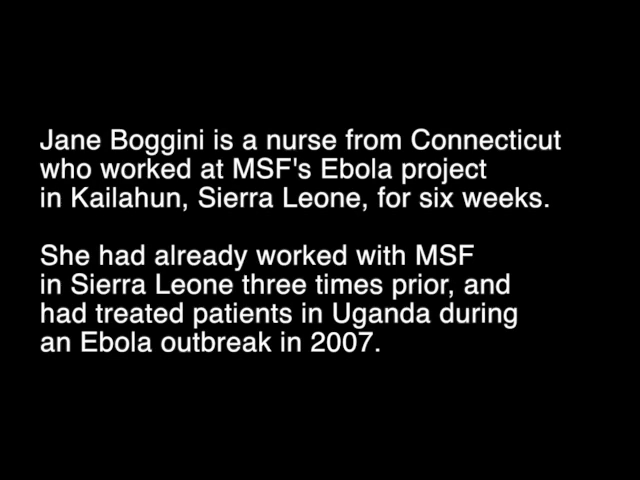 Jane Boggini is a nurse from Connecticut
who worked at MSF's Ebola project
in Kailahun, Sierra Leone, for six weeks.
She had already worked with MSF
in Sierra Leone three times prior, and
had treated patients in Uganda during
an Ebola outbreak in 2007.